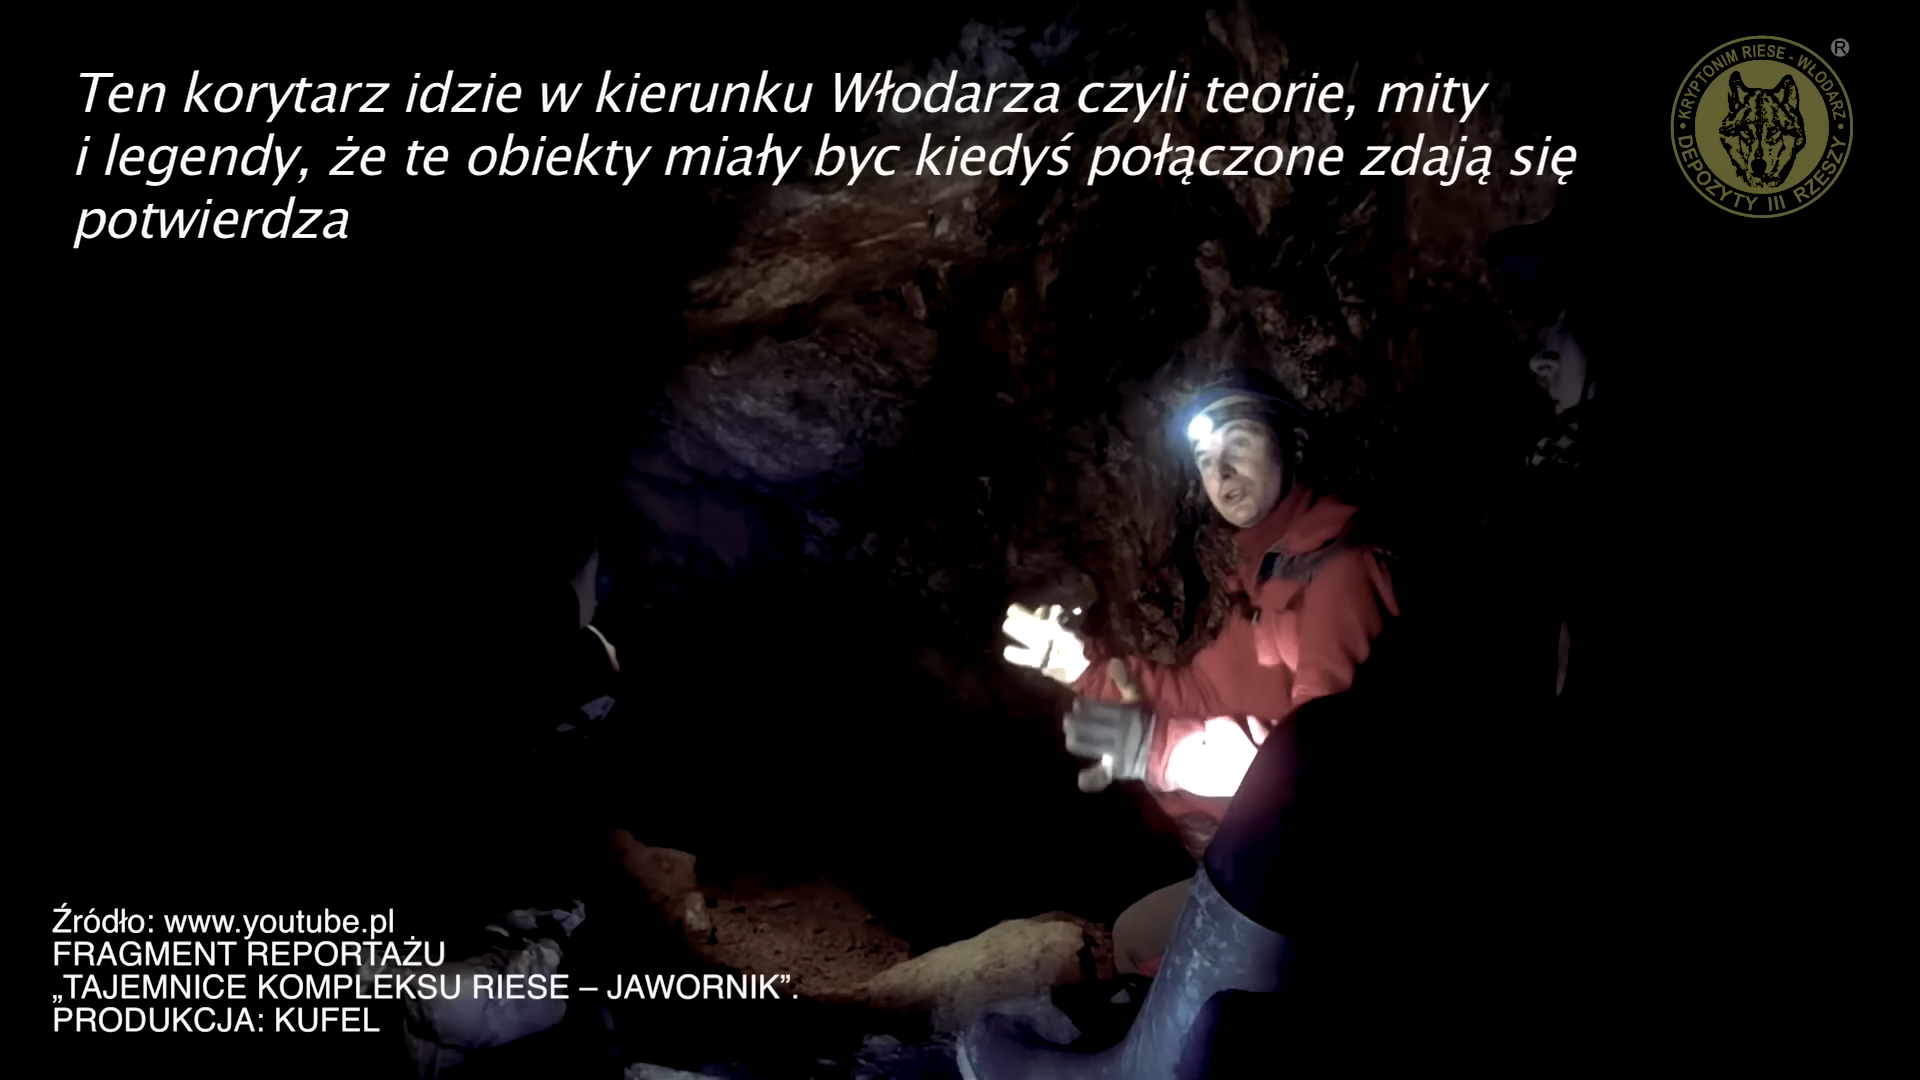 Ten korytarz idzie w kierunku Włodarza czyli teorie, mity
i legendy, że te obiekty miały byc kiedyś połączone zdają się
potwierdza
KRYPTONIM RIESE - WŁODARZ
DEPOZYTY III RZESZY
®
Źródło: www.youtube.pl
FRAGMENT REPORTAŻU
„TAJEMNICE KOMPLEKSU RIESE – JAWORNIK”.
PRODUKCJA: KUFEL